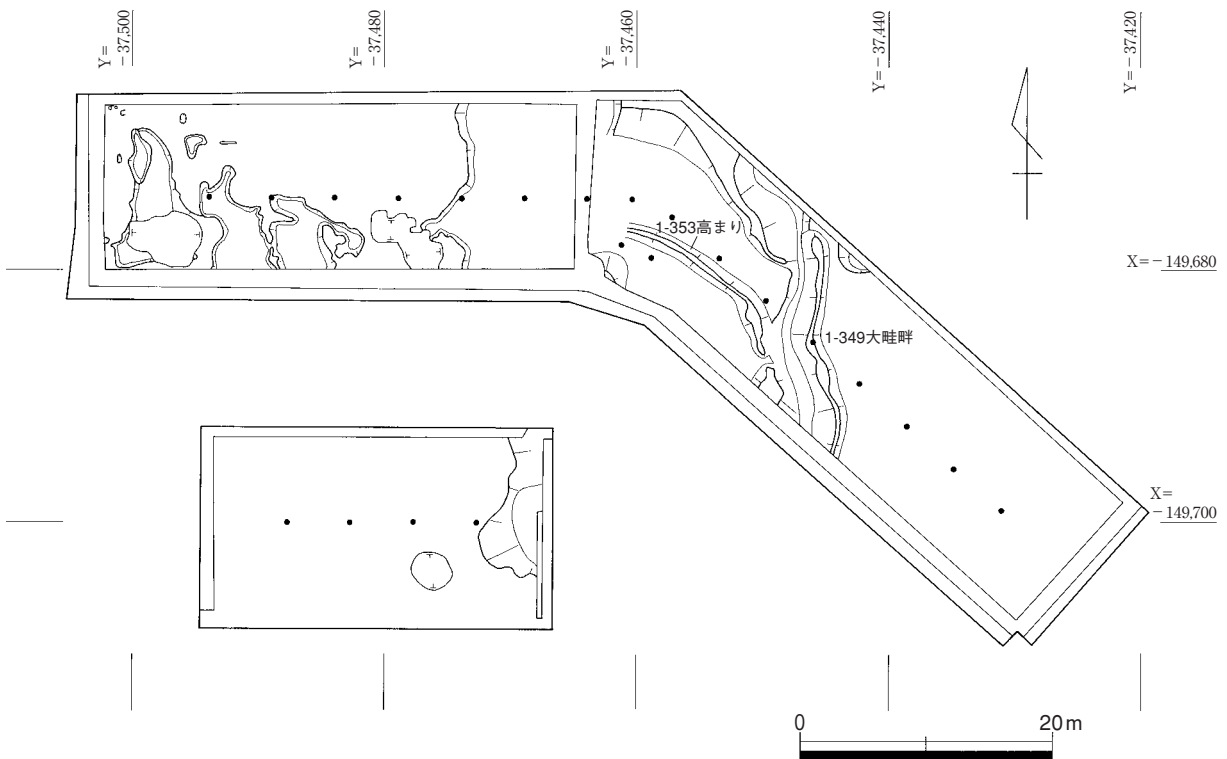 Y=
-37,500
Y=
-37,480
Y=
-37,460
Y=-37,440
Y=-37,420
1-353高まり
X=-149,680
1-349大畦畔
X=
-149,700
0
20m